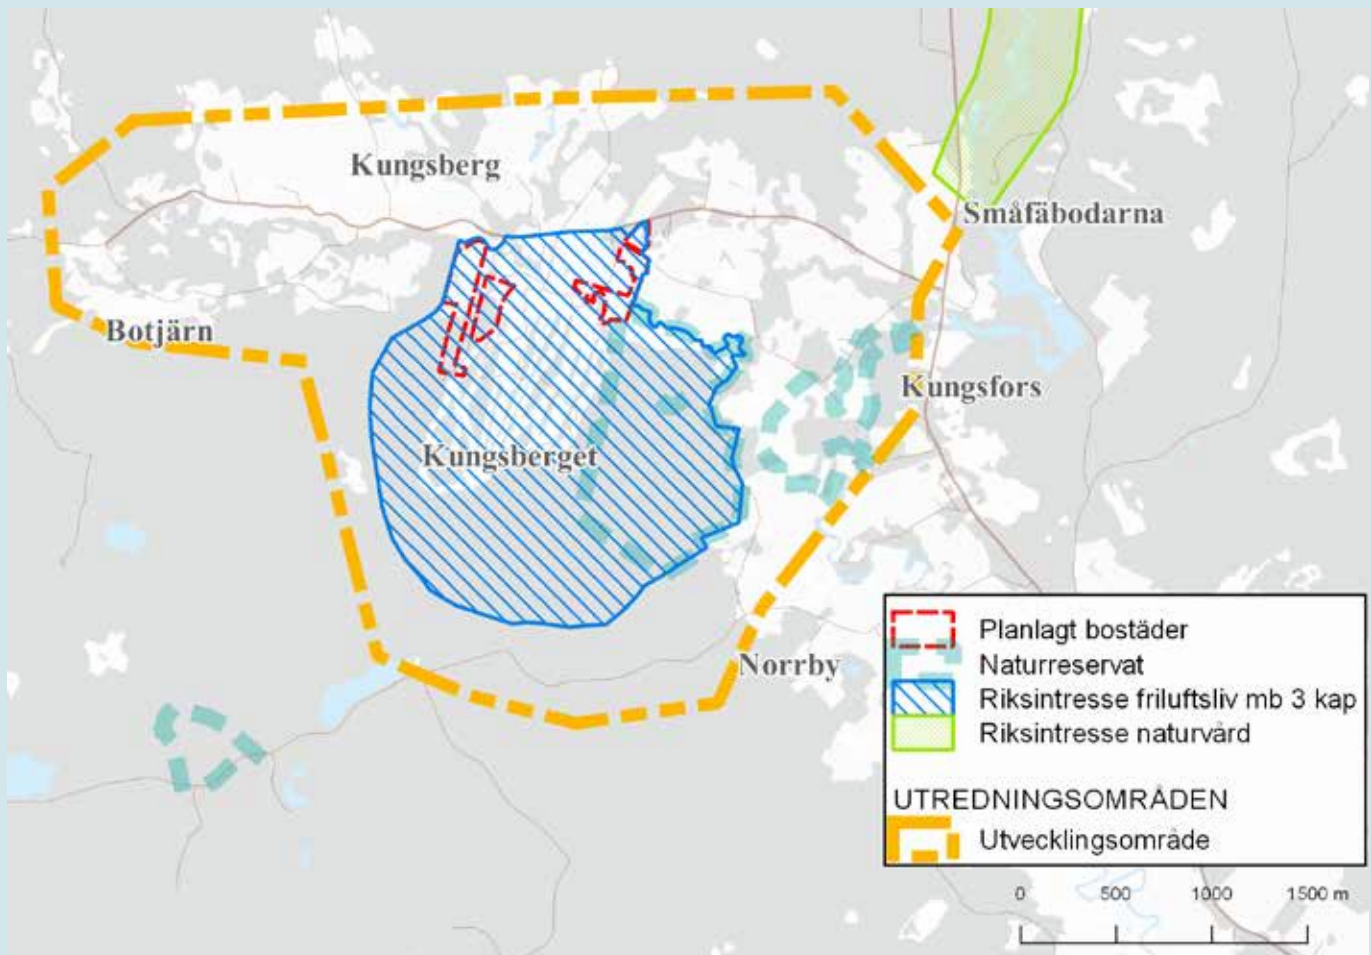 Kungsberg
Småfäbodarna
Botjärn
Kungsfors
Kungsberget
Norrby
Planlagt bostäder
Naturreservat
Riksintresse friluftsliv mb 3 kap
Riksintresse naturvård
UTREDNINGSOMRÅDEN
Utvecklingsområde
0 500 1000 1500 m